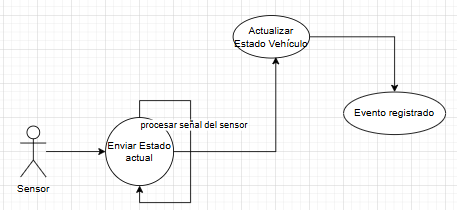 Actualizar
Estado Vehículo
Evento registrado
procesar señal del sensor
Enviar Estado
actual
Sensor